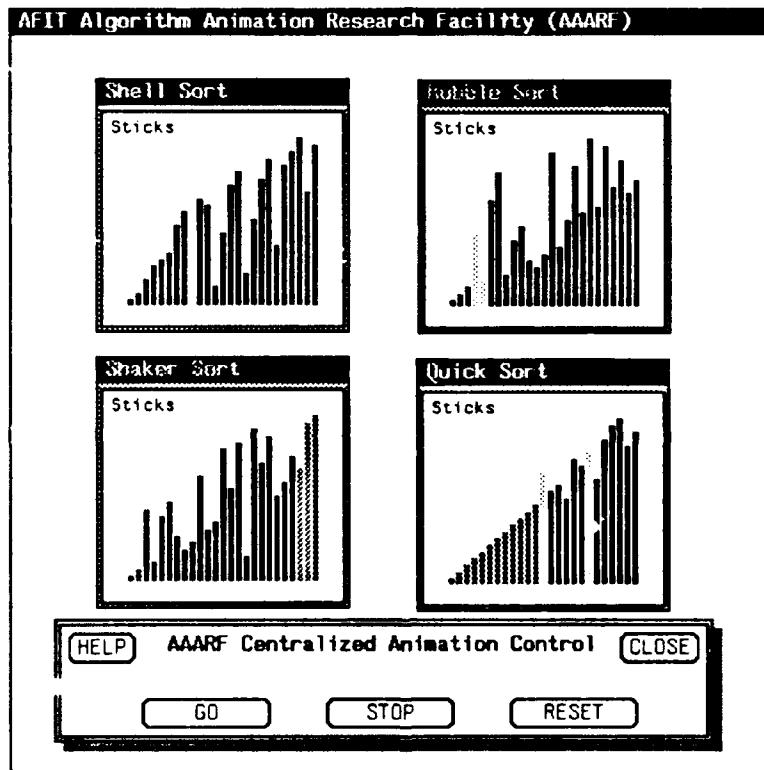 AFIT Algorithm Animation Research Facility (AAARF)
Shell Sort
Sticks
Bubble Sort
Sticks
Shaker Sort
Sticks
Quick Sort
Sticks
HELP
AAARF Centralized Animation Control
CLOSE
GO
STOP
RESET